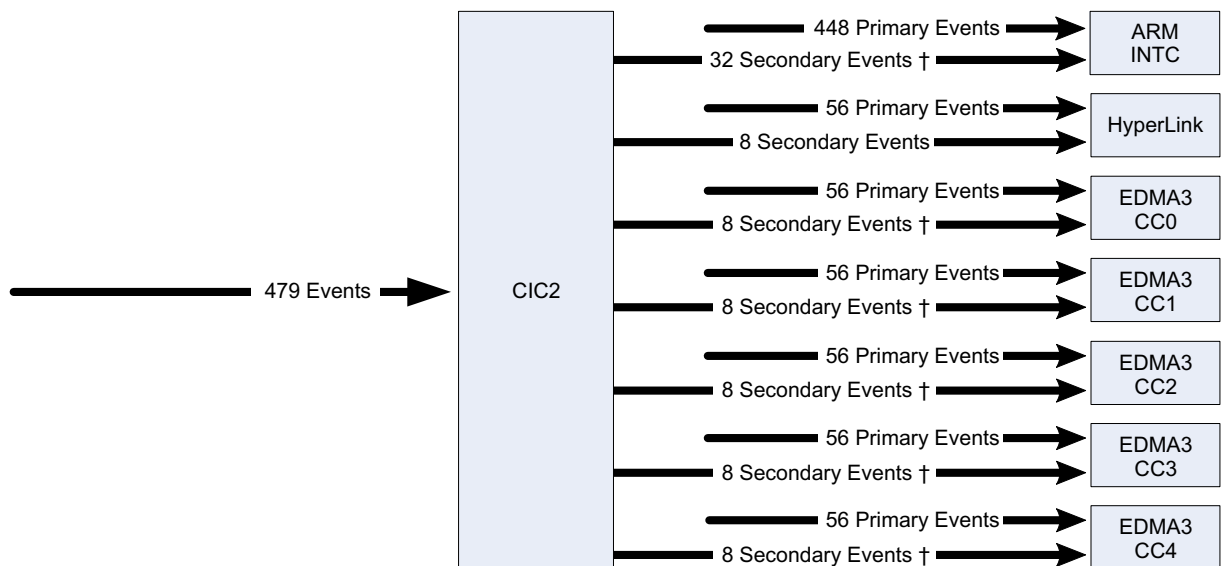 448 Primary Events
ARM
INTC
32 Secondary Events †
56 Primary Events
HyperLink
8 Secondary Events
56 Primary Events
EDMA3
CC0
8 Secondary Events †
479 Events
CIC2
56 Primary Events
EDMA3
CC1
8 Secondary Events †
56 Primary Events
EDMA3
CC2
8 Secondary Events †
56 Primary Events
EDMA3
CC3
8 Secondary Events †
56 Primary Events
EDMA3
CC4
8 Secondary Events †